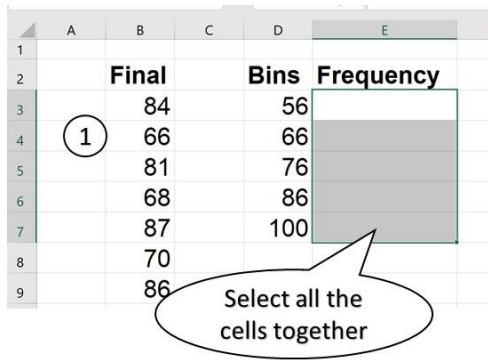 A B C D E
1
2 Final Bins Frequency
3 84 56
4 1 66 66
5 81 76
6 68 86
7 87 100
8 70
9 86
Select all the
cells together